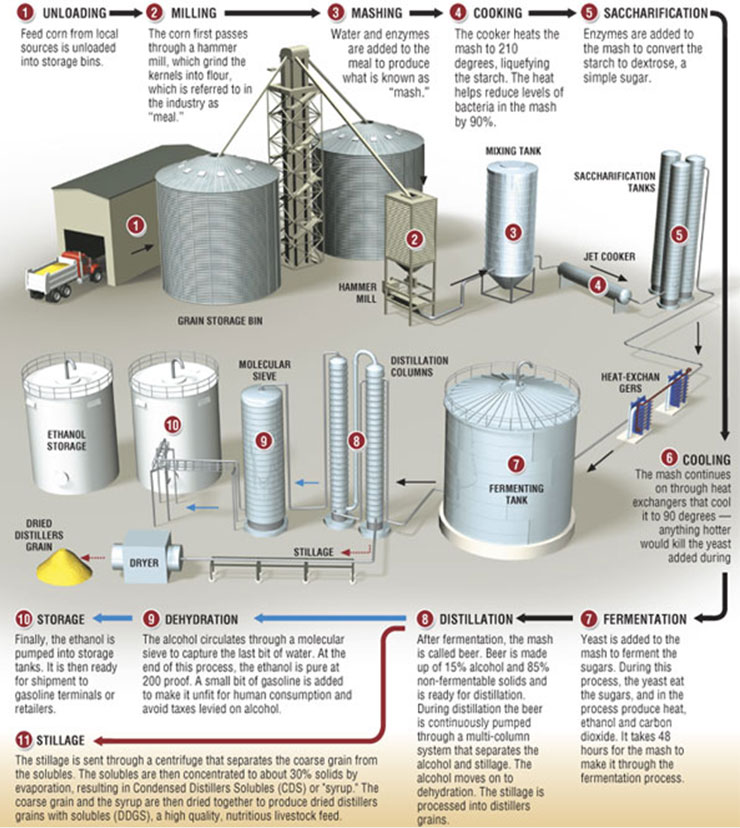 1 UNLOADING
Feed corn from local
sources is unloaded
into storage bins.
2 MILLING
The corn first passes
through a hammer
mill, which grind the
kernels into flour,
which is referred to in
the industry as
“meal.”
3 MASHING
Water and enzymes
are added to the
meal to produce
what is known as
“mash.”
4 COOKING
The cooker heats the
mash to 210
degrees, liquefying
the starch. The heat
helps reduce levels of
bacteria in the mash
by 90%.
5 SACCHARIFICATION
Enzymes are added to
the mash to convert the
starch to dextrose, a
simple sugar.
1
GRAIN STORAGE BIN
2
HAMMER
MILL
MIXING TANK
3
JET COOKER
4
SACCHARIFICATION
TANKS
5
HEAT-EXCHAN
GERS
6 COOLING
The mash continues
on through heat
exchangers that cool
it to 90 degrees —
anything hotter
would kill the yeast
added during
ETHANOL
STORAGE
10
MOLECULAR
SIEVE
9
DISTILLATION
COLUMNS
8
7
FERMENTING
TANK
DRIED
DISTILLERS
GRAIN
DRYER
STILLAGE
10 STORAGE
Finally, the ethanol is
pumped into storage
tanks. It is then ready
for shipment to
gasoline terminals or
retailers.
9 DEHYDRATION
The alcohol circulates through a molecular
sieve to capture the last bit of water. At the
end of this process, the ethanol is pure at
200 proof. A small bit of gasoline is added
to make it unfit for human consumption and
avoid taxes levied on alcohol.
8 DISTILLATION
After fermentation, the mash
is called beer. Beer is made
up of 15% alcohol and 85%
non-fermentable solids and
is ready for distillation.
During distillation the beer
is continuously pumped
through a multi-column
system that separates the
alcohol and stillage. The
alcohol moves on to
dehydration. The stillage is
processed into distillers
grains.
7 FERMENTATION
Yeast is added to the
mash to ferment the
sugars. During this
process, the yeast eat
the sugars, and in the
process produce heat,
ethanol and carbon
dioxide. It takes 48
hours for the mash to
make it through the
fermentation process.
11 STILLAGE
The stillage is sent through a centrifuge that separates the coarse grain from
the solubles. The solubles are then concentrated to about 30% solids by
evaporation, resulting in Condensed Distillers Solubles (CDS) or “syrup.” The
coarse grain and the syrup are then dried together to produce dried distillers
grains with solubles (DDGS), a high quality, nutritious livestock feed.